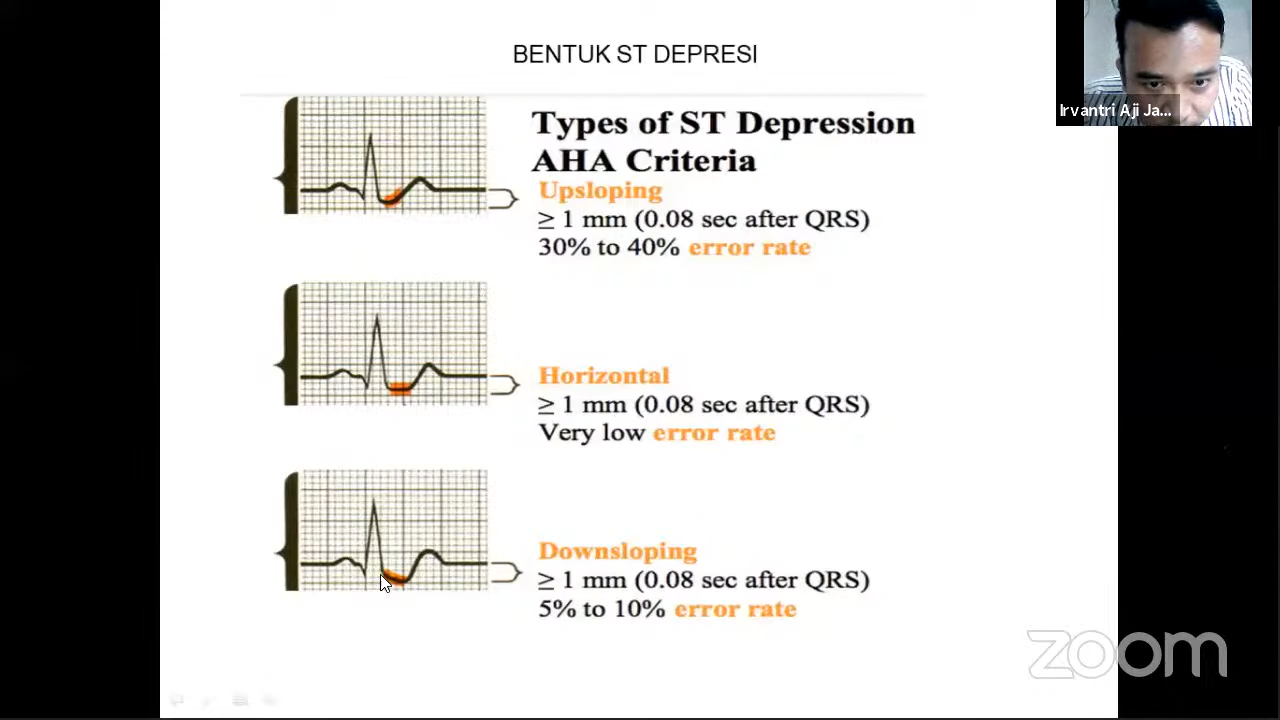 BENTUK ST DEPRESI
Irvantri Aji Ja...
Types of ST Depression
AHA Criteria
Upsloping
≥ 1 mm (0.08 sec after QRS)
30% to 40% error rate
Horizontal
≥ 1 mm (0.08 sec after QRS)
Very low error rate
Downsloping
≥ 1 mm (0.08 sec after QRS)
5% to 10% error rate
zoom